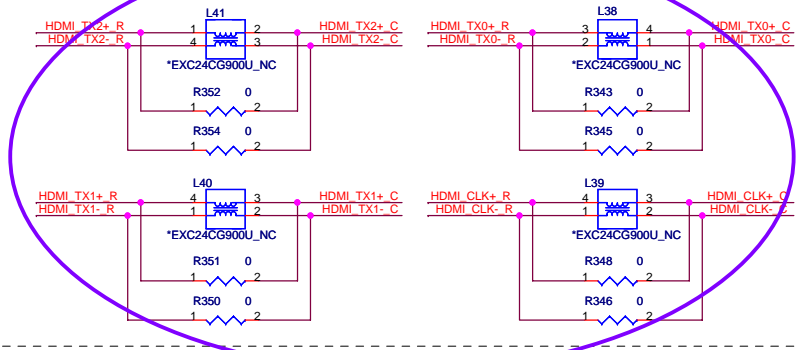 L41
HDMI_TX2+_R 1 2 HDMI_TX2+_C
HDMI_TX2-_R 4 3 HDMI_TX2-_C
*EXC24CG900U_NC
R352 0
1 2
R354 0
1 2
L38
HDMI_TX0+_R 3 4 HDMI_TX0+_C
HDMI_TX0-_R 2 1 HDMI_TX0-_C
*EXC24CG900U_NC
R343 0
1 2
R345 0
1 2
L40
HDMI_TX1+_R 4 3 HDMI_TX1+_C
HDMI_TX1-_R 1 2 HDMI_TX1-_C
*EXC24CG900U_NC
R351 0
1 2
R350 0
1 2
L39
HDMI_CLK+_R 4 3 HDMI_CLK+_C
HDMI_CLK-_R 1 2 HDMI_CLK-_C
*EXC24CG900U_NC
R348 0
1 2
R346 0
1 2